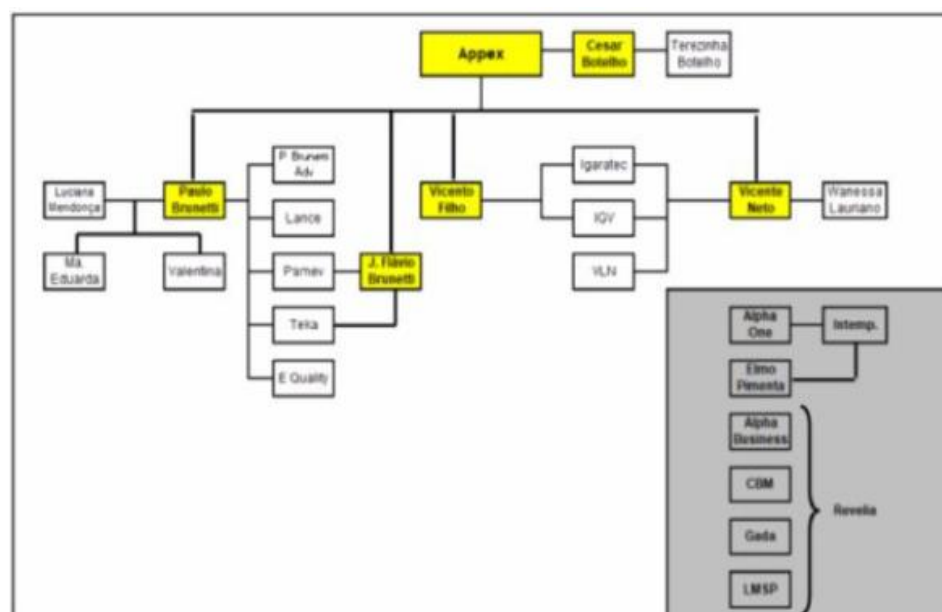 Appex
Cesar
Botelho
Terezinha
Botelho
Luciana
Mendonça
Paulo
Brunetti
P. Brunetti
Adv
Lance
Pamev
Teka
E Quality
Ma.
Eduarda
Valentina
J. Flávio
Brunetti
Vicente
Filho
Igaratec
IGV
VLN
Vicente
Neto
Wanessa
Lauriano
Alpha
One
Intemp.
Elmo
Pimenta
Alpha
Business
CBM
Gada
LMSP
Revelia